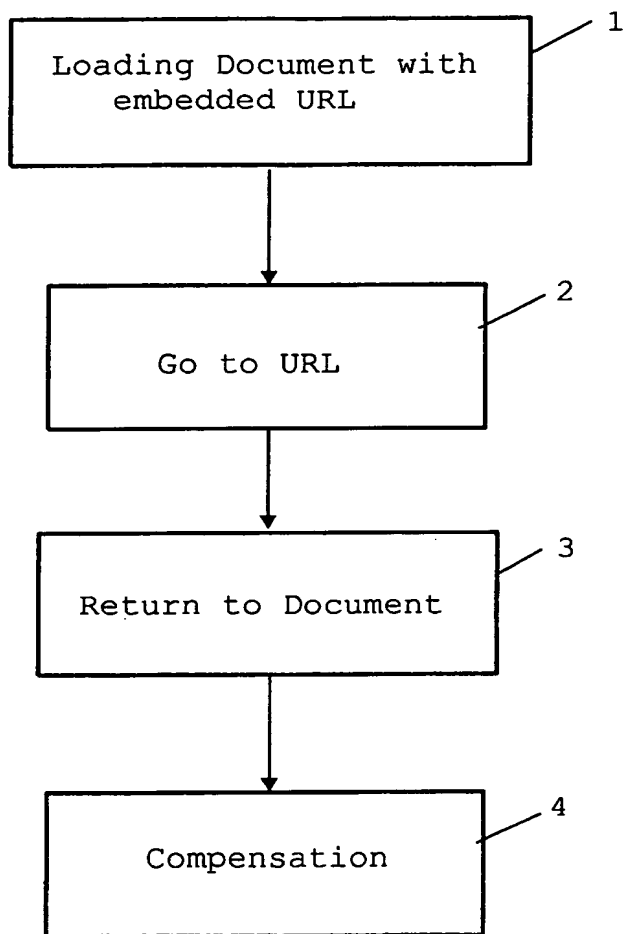 1
Loading Document with
embedded URL
2
Go to URL
3
Return to Document
4
Compensation